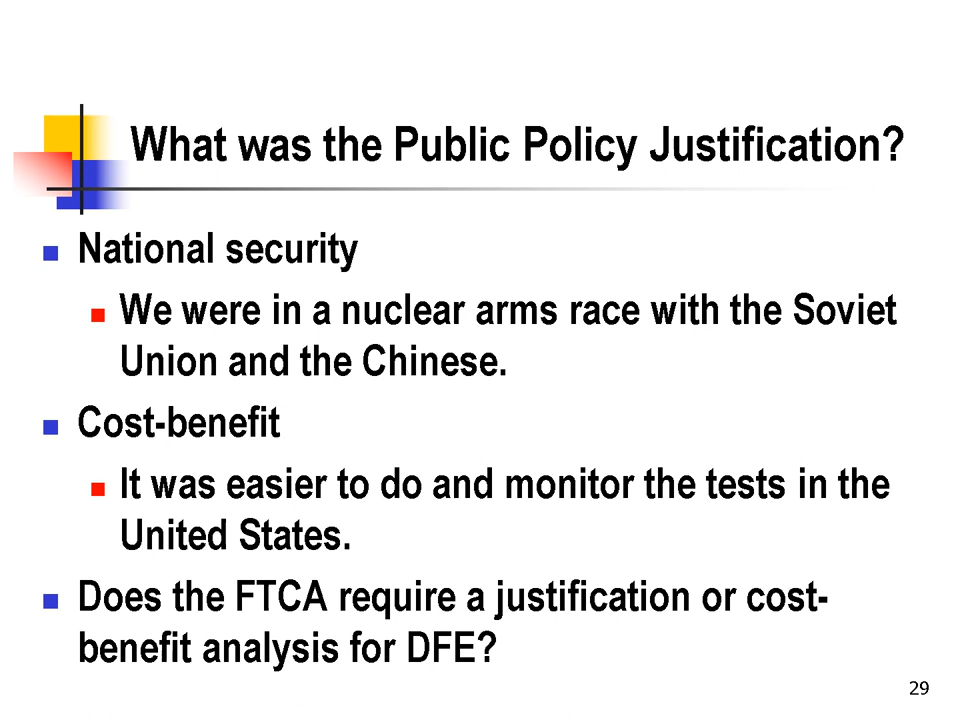 What was the Public Policy Justification?
National security
We were in a nuclear arms race with the Soviet
Union and the Chinese.
Cost-benefit
It was easier to do and monitor the tests in the
United States.
Does the FTCA require a justification or cost-
benefit analysis for DFE?
29